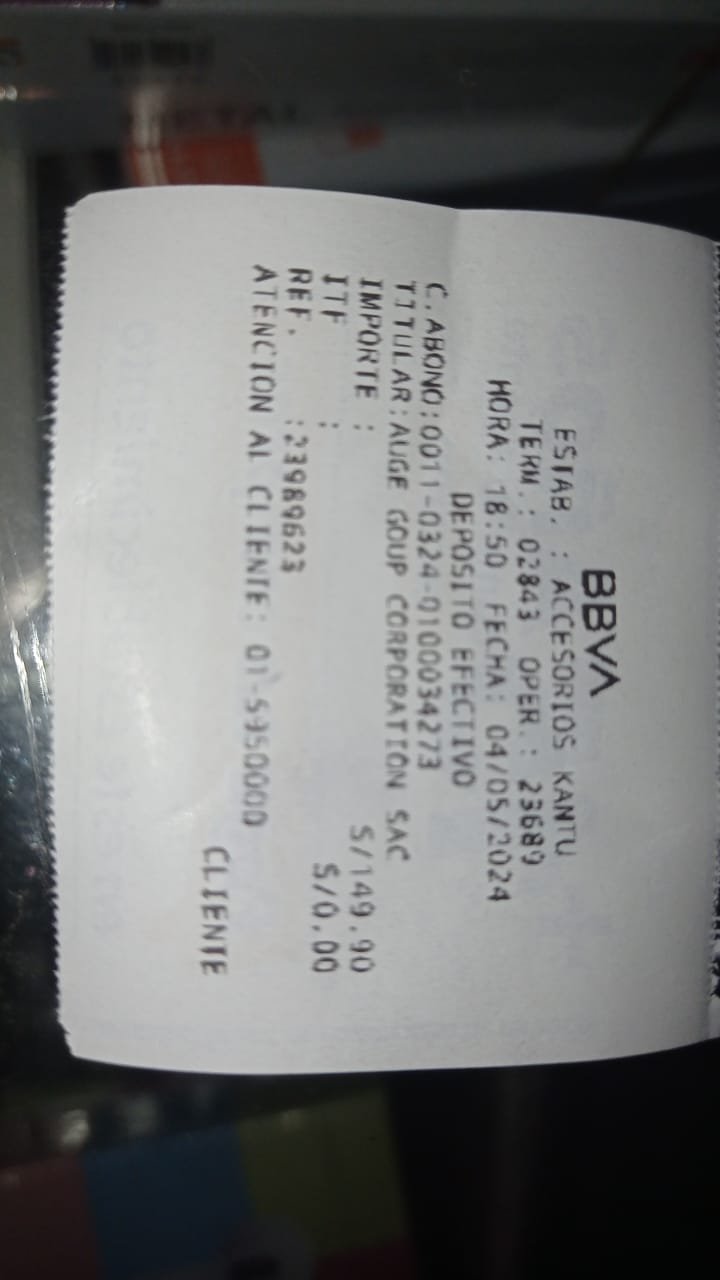 BBVA
ESTAB. : ACCESORIOS KANTU
TERM.: 02843 OPER.: 23689
HORA: 18:50 FECHA: 04/05/2024
DEPOSITO EFECTIVO
C.ABONO:0011-0324-0100034273
TITULAR:AUGE GOUP CORPORATION SAC
IMPORTE : S/149.90
ITF : S/0.00
REF. :23989623
ATENCION AL CLIENTE: 01-5950000
CLIENTE